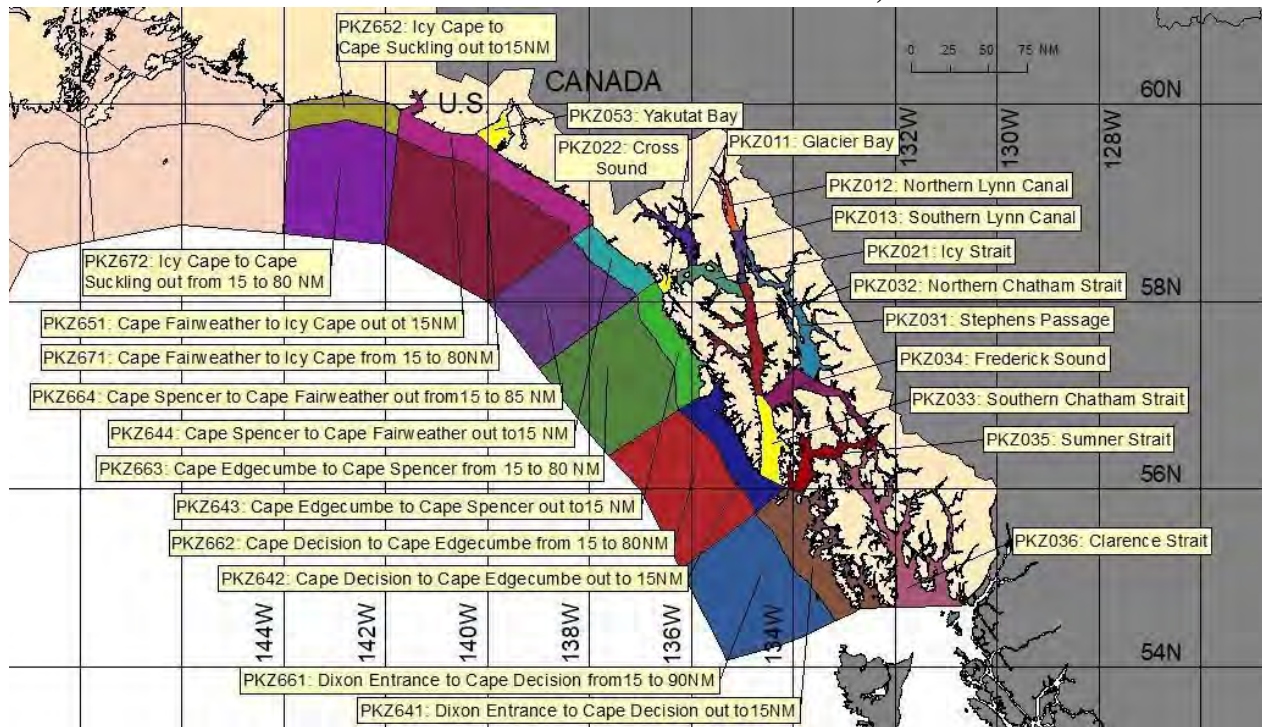 PKZ652: Icy Cape to
Cape Suckling out to15NM
0 25 50 75 NM
CANADA
U.S
60N
PKZ053: Yakutat Bay
PKZ022: Cross
Sound
PKZ011: Glacier Bay
132W
130W
128W
PKZ012: Northern Lynn Canal
PKZ013: Southern Lynn Canal
PKZ021: Icy Strait
PKZ672: Icy Cape to Cape
Suckling out from 15 to 80 NM
PKZ032: Northern Chatham Strait
58N
PKZ651: Cape Fairweather to Icy Cape out ot 15NM
PKZ031: Stephens Passage
PKZ671: Cape Fairweather to Icy Cape from 15 to 80NM
PKZ034: Frederick Sound
PKZ664: Cape Spencer to Cape Fairweather out from15 to 85 NM
PKZ033: Southern Chatham Strait
PKZ644: Cape Spencer to Cape Fairweather out to15 NM
PKZ035: Sumner Strait
PKZ663: Cape Edgecumbe to Cape Spencer from 15 to 80 NM
56N
PKZ643: Cape Edgecumbe to Cape Spencer out to15 NM
PKZ662: Cape Decision to Cape Edgecumbe from 15 to 80NM
PKZ036: Clarence Strait
PKZ642: Cape Decision to Cape Edgecumbe out to 15NM
144W
142W
140W
138W
136W
134W
54N
PKZ661: Dixon Entrance to Cape Decision from15 to 90NM
PKZ641: Dixon Entrance to Cape Decision out to15NM